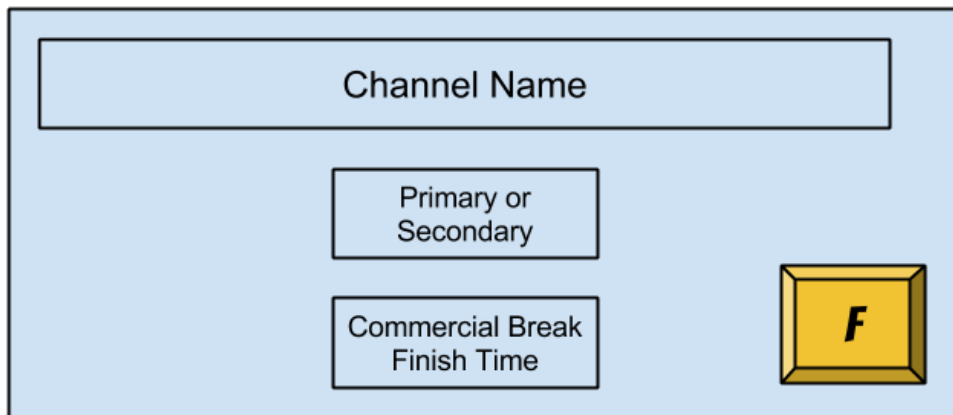 Channel Name
Primary or
Secondary
Commercial Break
Finish Time
F